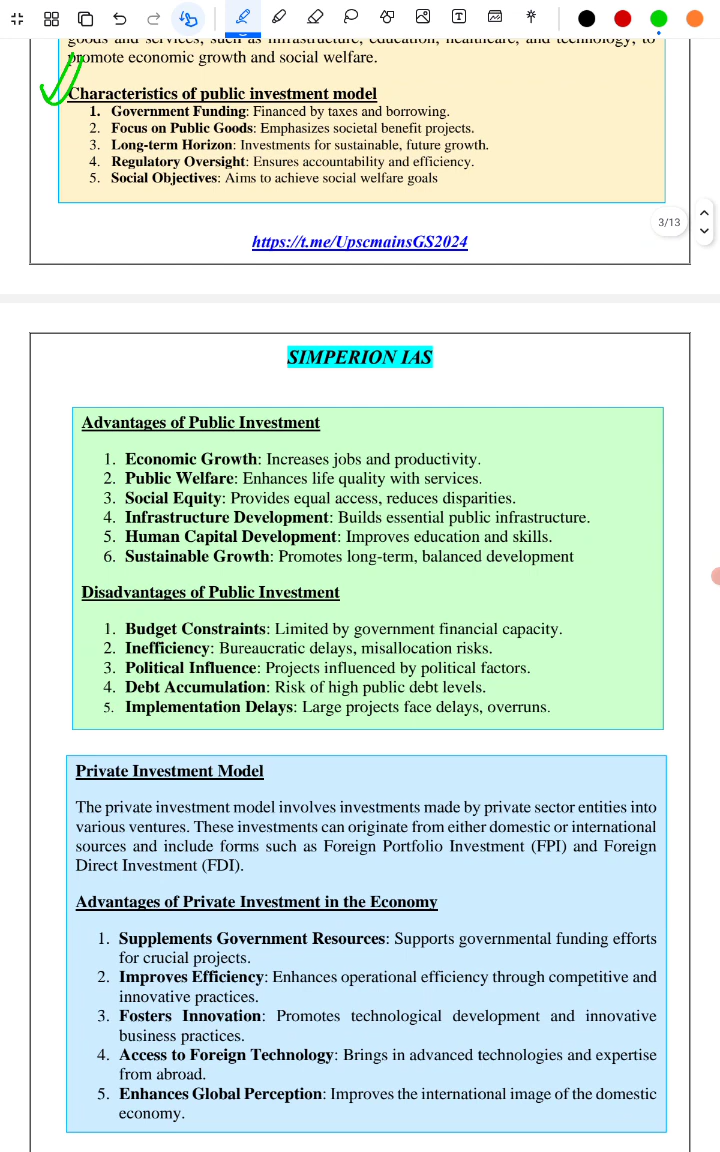 goods and services, such as infrastructure, education, healthcare, and technology, to
promote economic growth and social welfare.
Characteristics of public investment model
1. Government Funding: Financed by taxes and borrowing.
2. Focus on Public Goods: Emphasizes societal benefit projects.
3. Long-term Horizon: Investments for sustainable, future growth.
4. Regulatory Oversight: Ensures accountability and efficiency.
5. Social Objectives: Aims to achieve social welfare goals
3/13
https://t.me/UpscmainsGS2024
SIMPERION IAS
Advantages of Public Investment
1. Economic Growth: Increases jobs and productivity.
2. Public Welfare: Enhances life quality with services.
3. Social Equity: Provides equal access, reduces disparities.
4. Infrastructure Development: Builds essential public infrastructure.
5. Human Capital Development: Improves education and skills.
6. Sustainable Growth: Promotes long-term, balanced development
Disadvantages of Public Investment
1. Budget Constraints: Limited by government financial capacity.
2. Inefficiency: Bureaucratic delays, misallocation risks.
3. Political Influence: Projects influenced by political factors.
4. Debt Accumulation: Risk of high public debt levels.
5. Implementation Delays: Large projects face delays, overruns.
Private Investment Model
The private investment model involves investments made by private sector entities into
various ventures. These investments can originate from either domestic or international
sources and include forms such as Foreign Portfolio Investment (FPI) and Foreign
Direct Investment (FDI).
Advantages of Private Investment in the Economy
1. Supplements Government Resources: Supports governmental funding efforts
for crucial projects.
2. Improves Efficiency: Enhances operational efficiency through competitive and
innovative practices.
3. Fosters Innovation: Promotes technological development and innovative
business practices.
4. Access to Foreign Technology: Brings in advanced technologies and expertise
from abroad.
5. Enhances Global Perception: Improves the international image of the domestic
economy.